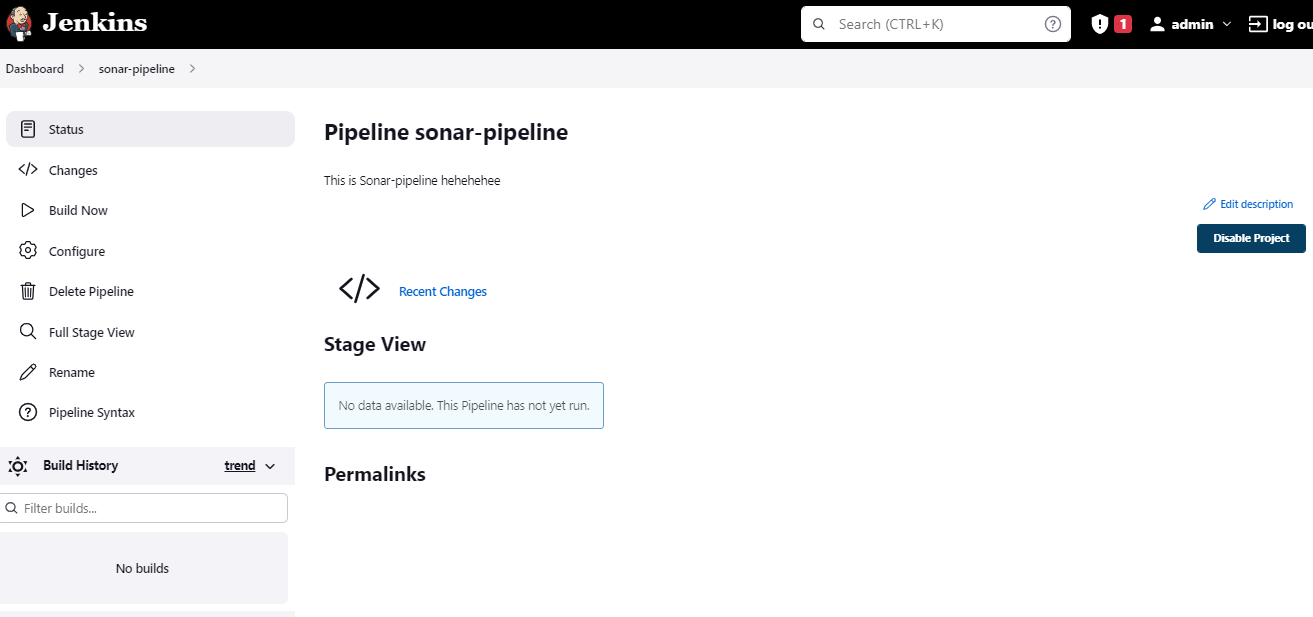 Jenkins
Search (CTRL+K)
1
admin
log ou
Dashboard
sonar-pipeline
Status
Changes
Build Now
Configure
Delete Pipeline
Full Stage View
Rename
Pipeline Syntax
Build History
trend
Filter builds...
No builds
Pipeline sonar-pipeline
This is Sonar-pipeline hehehehee
Edit description
Disable Project
Recent Changes
Stage View
No data available. This Pipeline has not yet run.
Permalinks